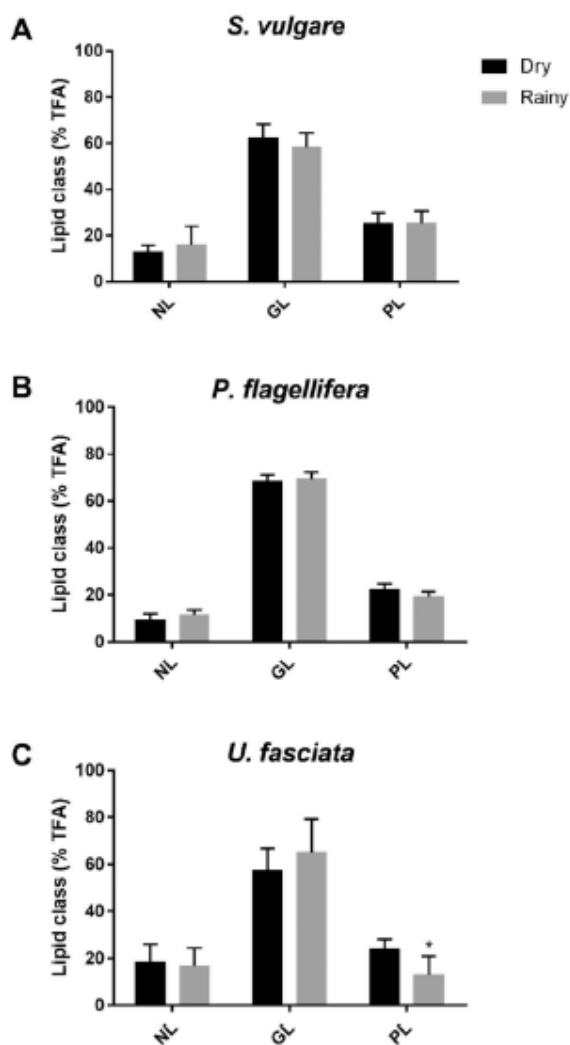 A
S. vulgare
Dry
Rainy
Lipid class (% TFA)
100
80
60
40
20
0
NL
GL
PL
B
P. flagellifera
Lipid class (% TFA)
100
80
60
40
20
0
NL
GL
PL
C
U. fasciata
Lipid class (% TFA)
100
80
60
40
20
0
*
NL
GL
PL